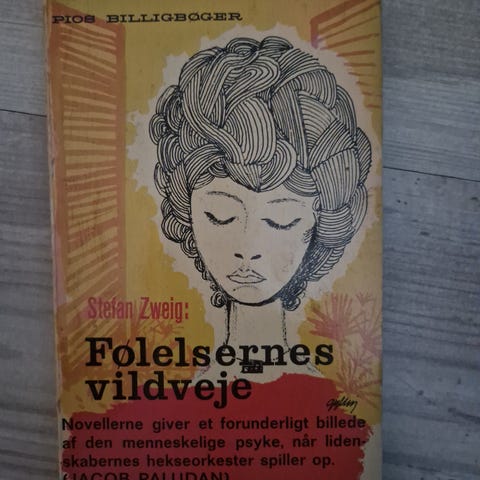 PIOS BILLIGBØGER
Stefan Zweig:
Følelsernes
vildveje
Novellerne giver et forunderligt billede
af den menneskelige psyke, når liden-
skabernes hekseorkester spiller op.
(JACOB PALUDAN)